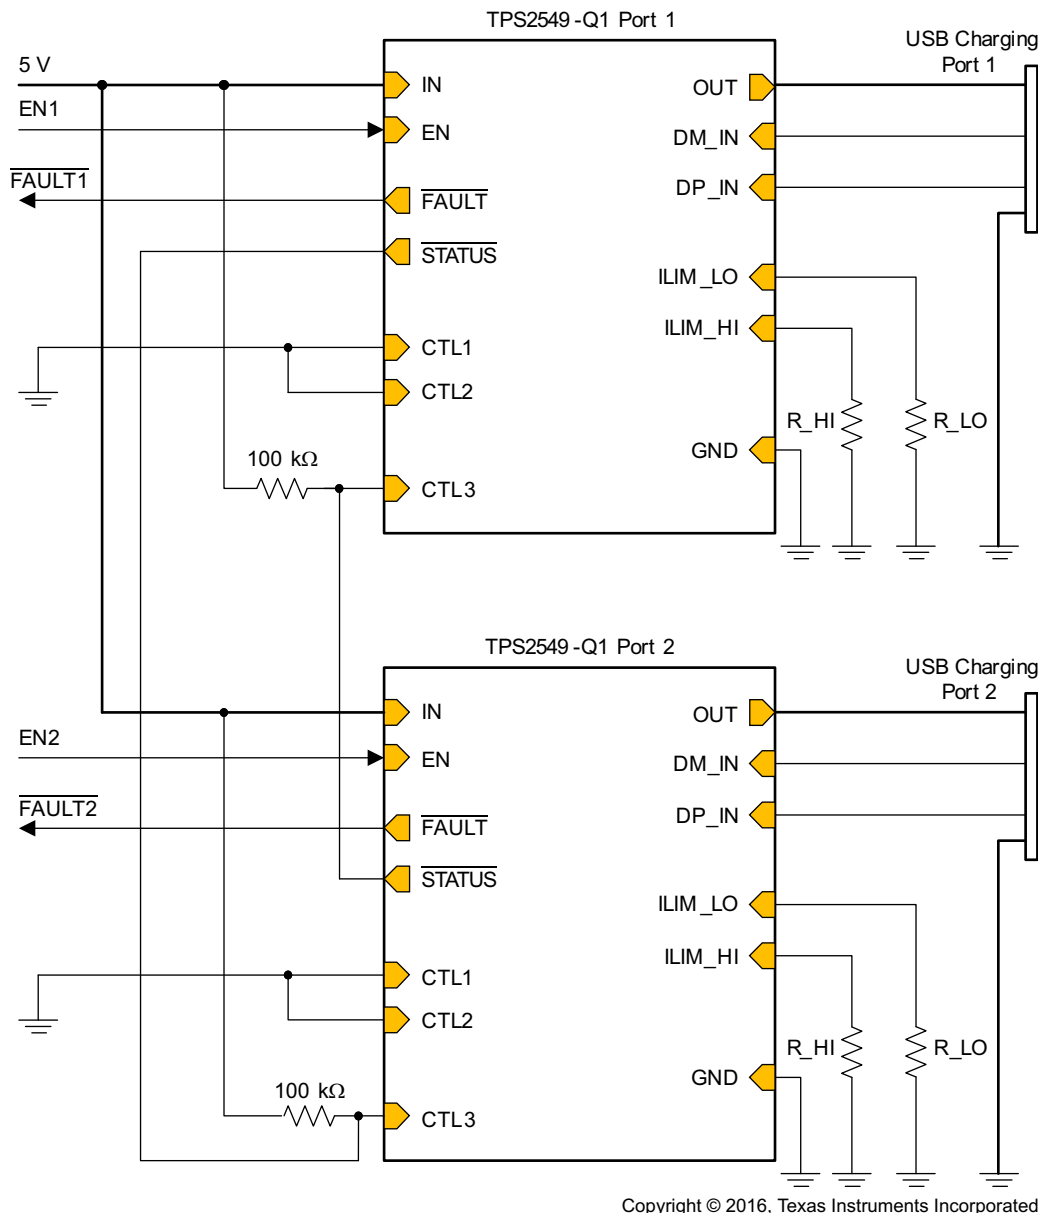 TPS2549-Q1 Port 1
USB Charging
Port 1
5 V
IN
OUT
EN1
EN
DM_IN
FAULT1
FAULT
DP_IN
STATUS
ILIM_LO
ILIM_HI
CTL1
CTL2
R_HI
R_LO
GND
100 kΩ
CTL3
TPS2549-Q1 Port 2
USB Charging
Port 2
IN
OUT
EN2
EN
DM_IN
FAULT2
FAULT
DP_IN
STATUS
ILIM_LO
ILIM_HI
CTL1
CTL2
R_HI
R_LO
GND
100 kΩ
CTL3
Copyright © 2016, Texas Instruments Incorporated